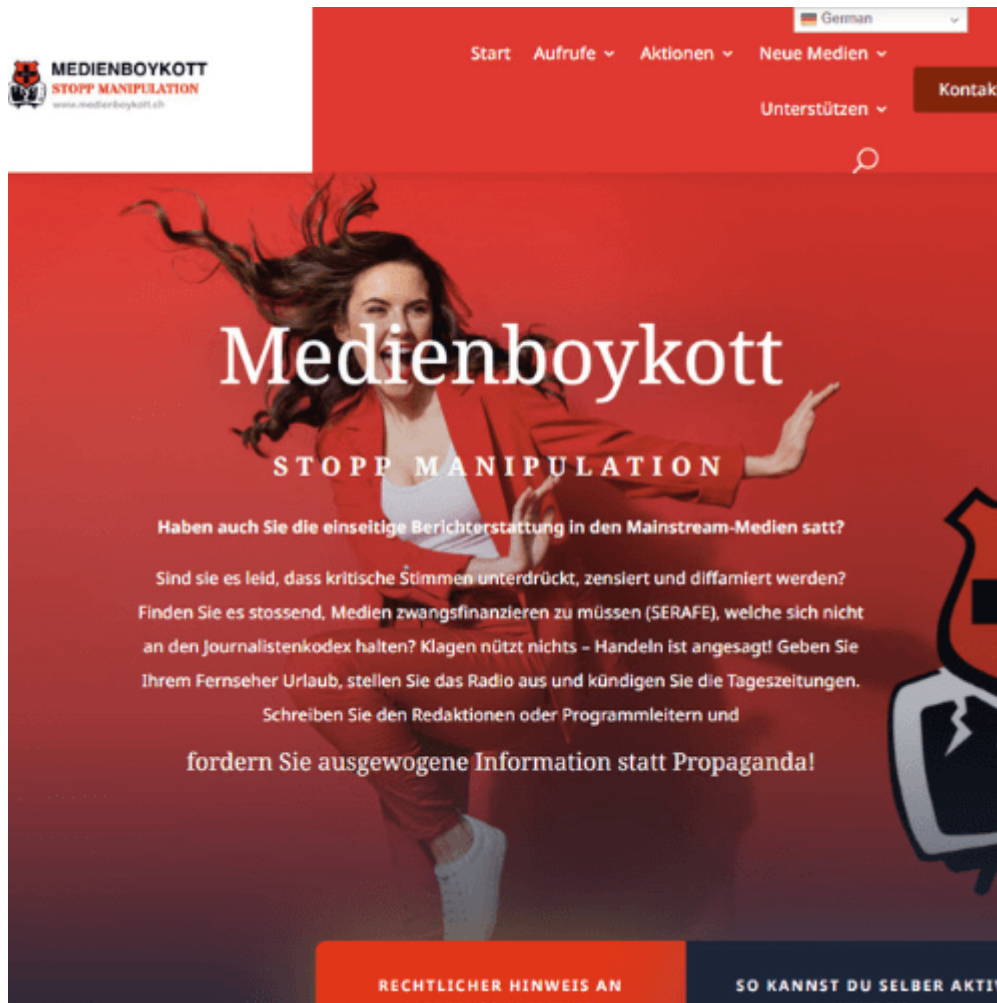 German
MEDIENBOYKOTT
STOPP MANIPULATION
www.medienboykott.ch
Start Aufrufe Aktionen Neue Medien
Unterstützen
Kontak
Medienboykott
STOPP MANIPULATION
Haben auch Sie die einseitige Berichterstattung in den Mainstream-Medien satt?
Sind sie es leid, dass kritische Stimmen unterdrückt, zensiert und diffamiert werden?
Finden Sie es stossend, Medien zwangsfinanzieren zu müssen (SERAFE), welche sich nicht
an den Journalistenkodex halten? Klagen nützt nichts – Handeln ist angesagt! Geben Sie
Ihrem Fernseher Urlaub, stellen Sie das Radio aus und kündigen Sie die Tageszeitungen.
Schreiben Sie den Redaktionen oder Programmleitern und
fordern Sie ausgewogene Information statt Propaganda!
RECHTLICHER HINWEIS AN
SO KANNST DU SELBER AKTIV